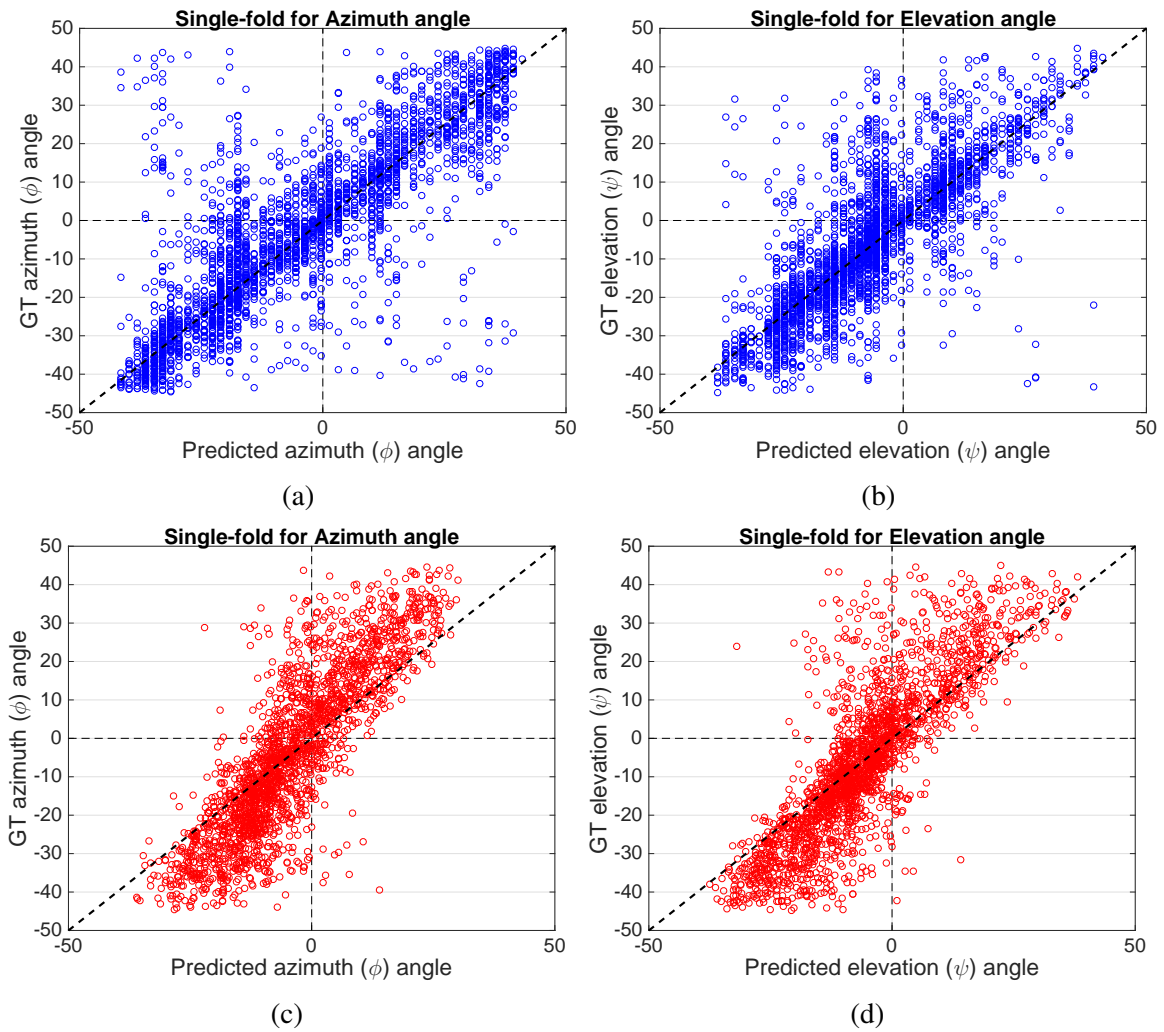 Single-fold for Azimuth angle
50
40
30
20
10
0
-10
-20
-30
-40
-50
-50 0 50
GT azimuth (ϕ) angle
Predicted azimuth (ϕ) angle
(a)
Single-fold for Elevation angle
50
40
30
20
10
0
-10
-20
-30
-40
-50
-50 0 50
GT elevation (ψ) angle
Predicted elevation (ψ) angle
(b)
Single-fold for Azimuth angle
50
40
30
20
10
0
-10
-20
-30
-40
-50
-50 0 50
GT azimuth (ϕ) angle
Predicted azimuth (ϕ) angle
(c)
Single-fold for Elevation angle
50
40
30
20
10
0
-10
-20
-30
-40
-50
-50 0 50
GT elevation (ψ) angle
Predicted elevation (ψ) angle
(d)